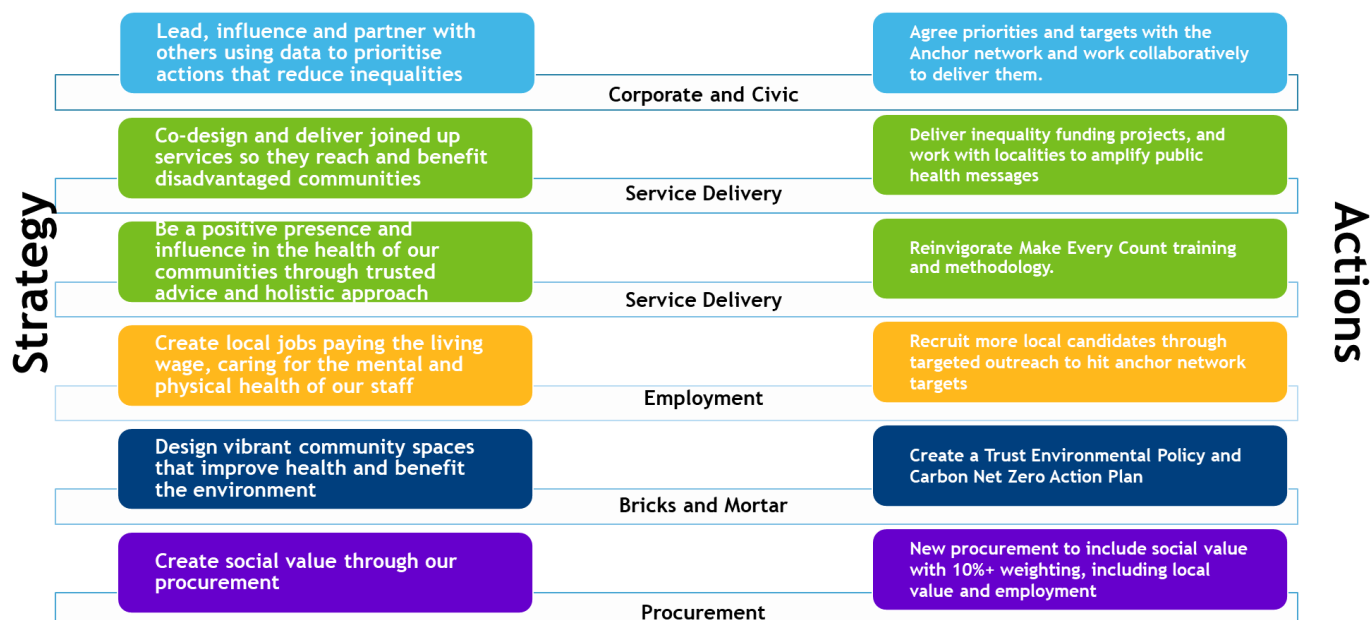 Strategy
Lead, influence and partner with
others using data to prioritise
actions that reduce inequalities
Agree priorities and targets with the
Anchor network and work collaboratively
to deliver them.
Corporate and Civic
Co-design and deliver joined up
services so they reach and benefit
disadvantaged communities
Deliver inequality funding projects, and
work with localities to amplify public
health messages
Service Delivery
Be a positive presence and
influence in the health of our
communities through trusted
advice and holistic approach
Reinvigorate Make Every Count training
and methodology.
Service Delivery
Create local jobs paying the living
wage, caring for the mental and
physical health of our staff
Recruit more local candidates through
targeted outreach to hit anchor network
targets
Employment
Design vibrant community spaces
that improve health and benefit
the environment
Create a Trust Environmental Policy and
Carbon Net Zero Action Plan
Bricks and Mortar
Create social value through our
procurement
New procurement to include social value
with 10%+ weighting, including local
value and employment
Procurement
Actions